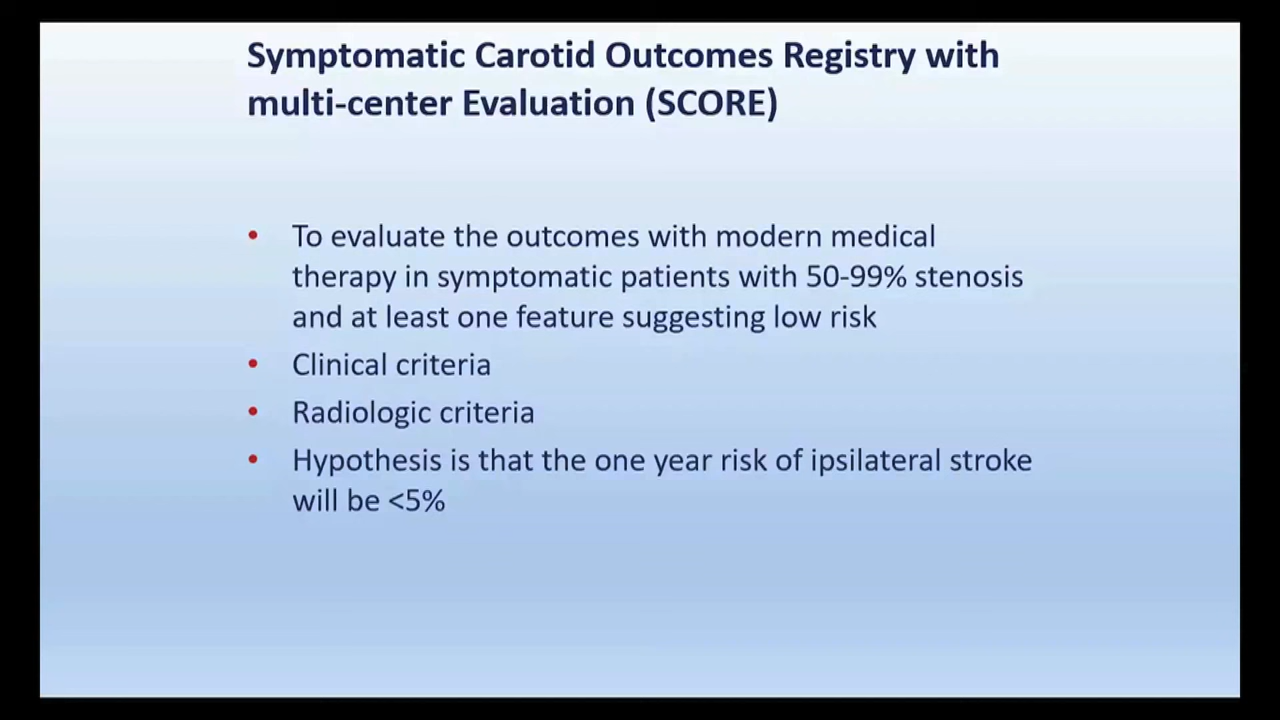 Symptomatic Carotid Outcomes Registry with
multi-center Evaluation (SCORE)
• To evaluate the outcomes with modern medical
therapy in symptomatic patients with 50-99% stenosis
and at least one feature suggesting low risk
• Clinical criteria
• Radiologic criteria
• Hypothesis is that the one year risk of ipsilateral stroke
will be <5%